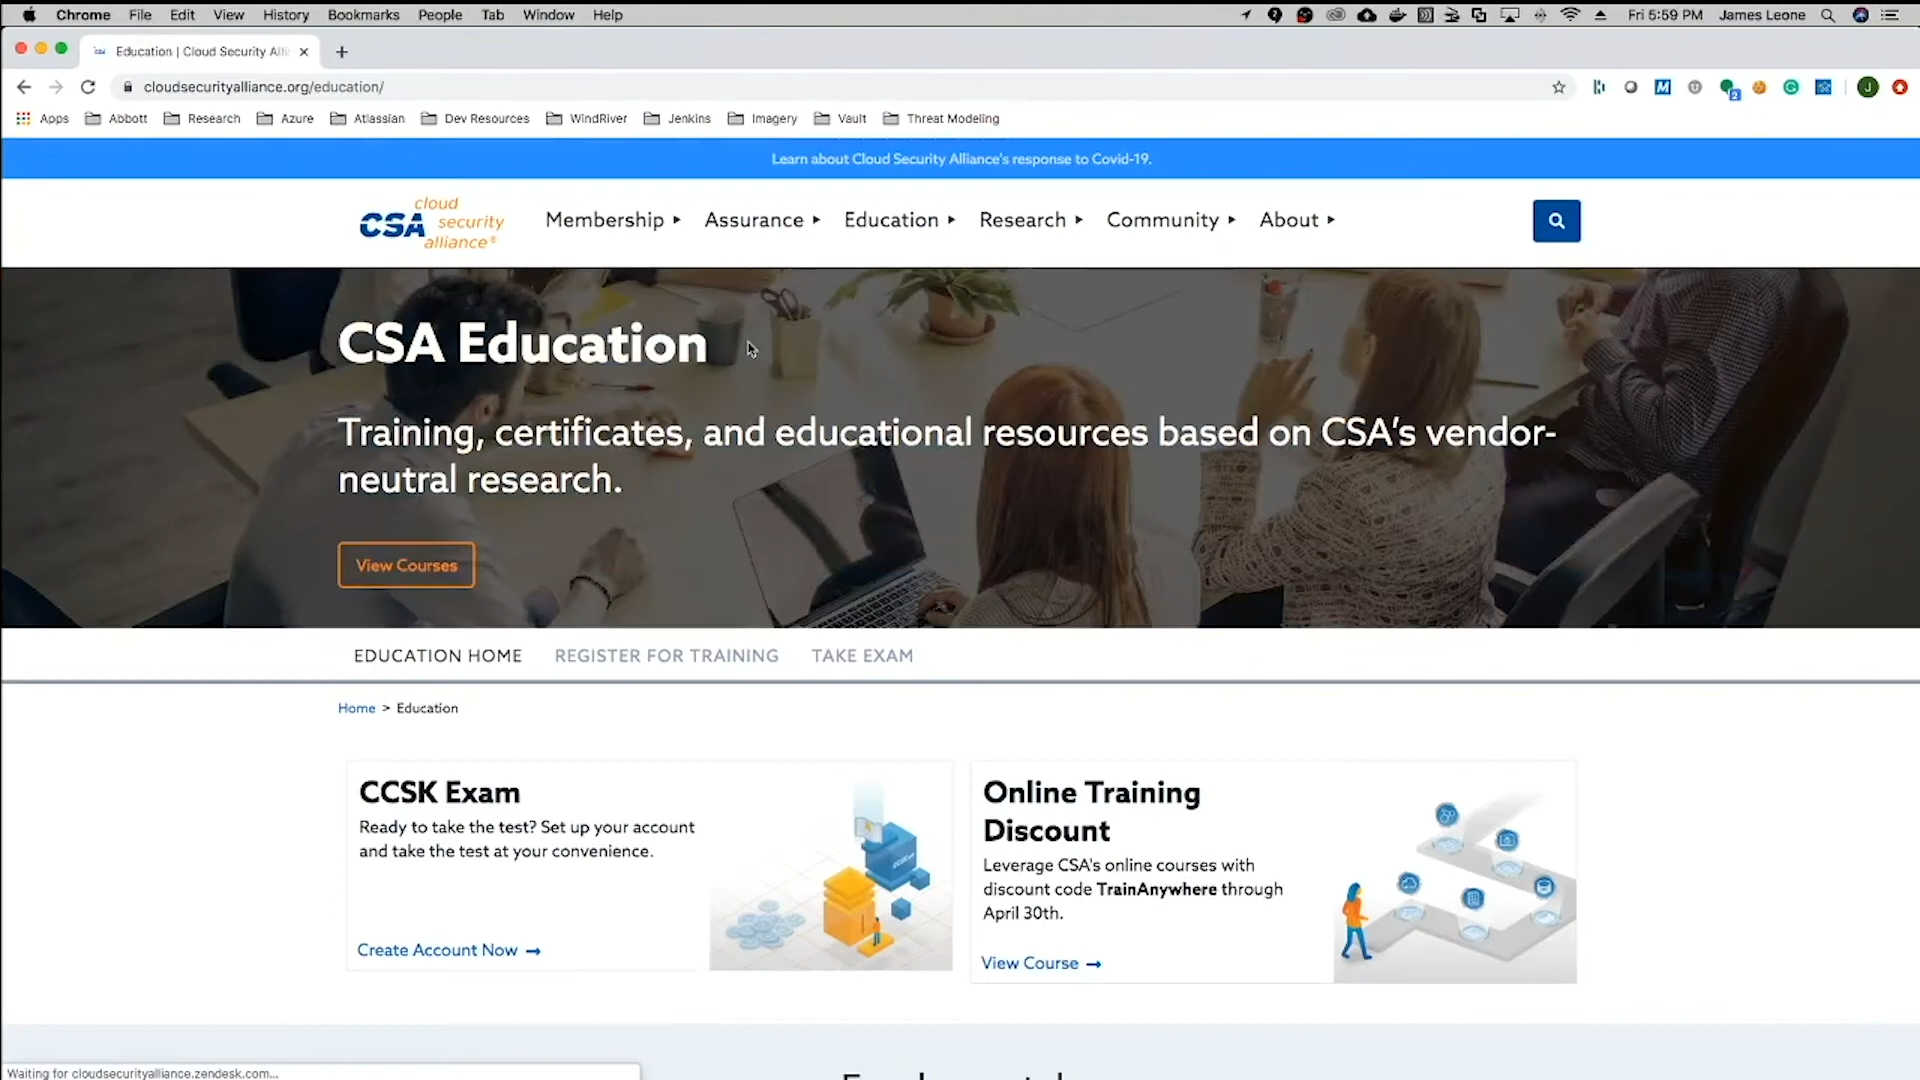 Chrome File Edit View History Bookmarks People Tab Window Help
Fri 5:59 PM James Leone
Education | Cloud Security Alli
cloudsecurityalliance.org/education/
Apps Abbott Research Azure Atlassian Dev Resources WindRiver Jenkins Imagery Vault Threat Modeling
Learn about Cloud Security Alliance's response to Covid-19.
CSA cloud security alliance®
Membership Assurance Education Research Community About
CSA Education
Training, certificates, and educational resources based on CSA's vendor-
neutral research.
View Courses
EDUCATION HOME REGISTER FOR TRAINING TAKE EXAM
Home > Education
CCSK Exam
Ready to take the test? Set up your account
and take the test at your convenience.
Create Account Now →
Online Training
Discount
Leverage CSA's online courses with
discount code TrainAnywhere through
April 30th.
View Course →
Waiting for cloudsecurityalliance.zendesk.com...